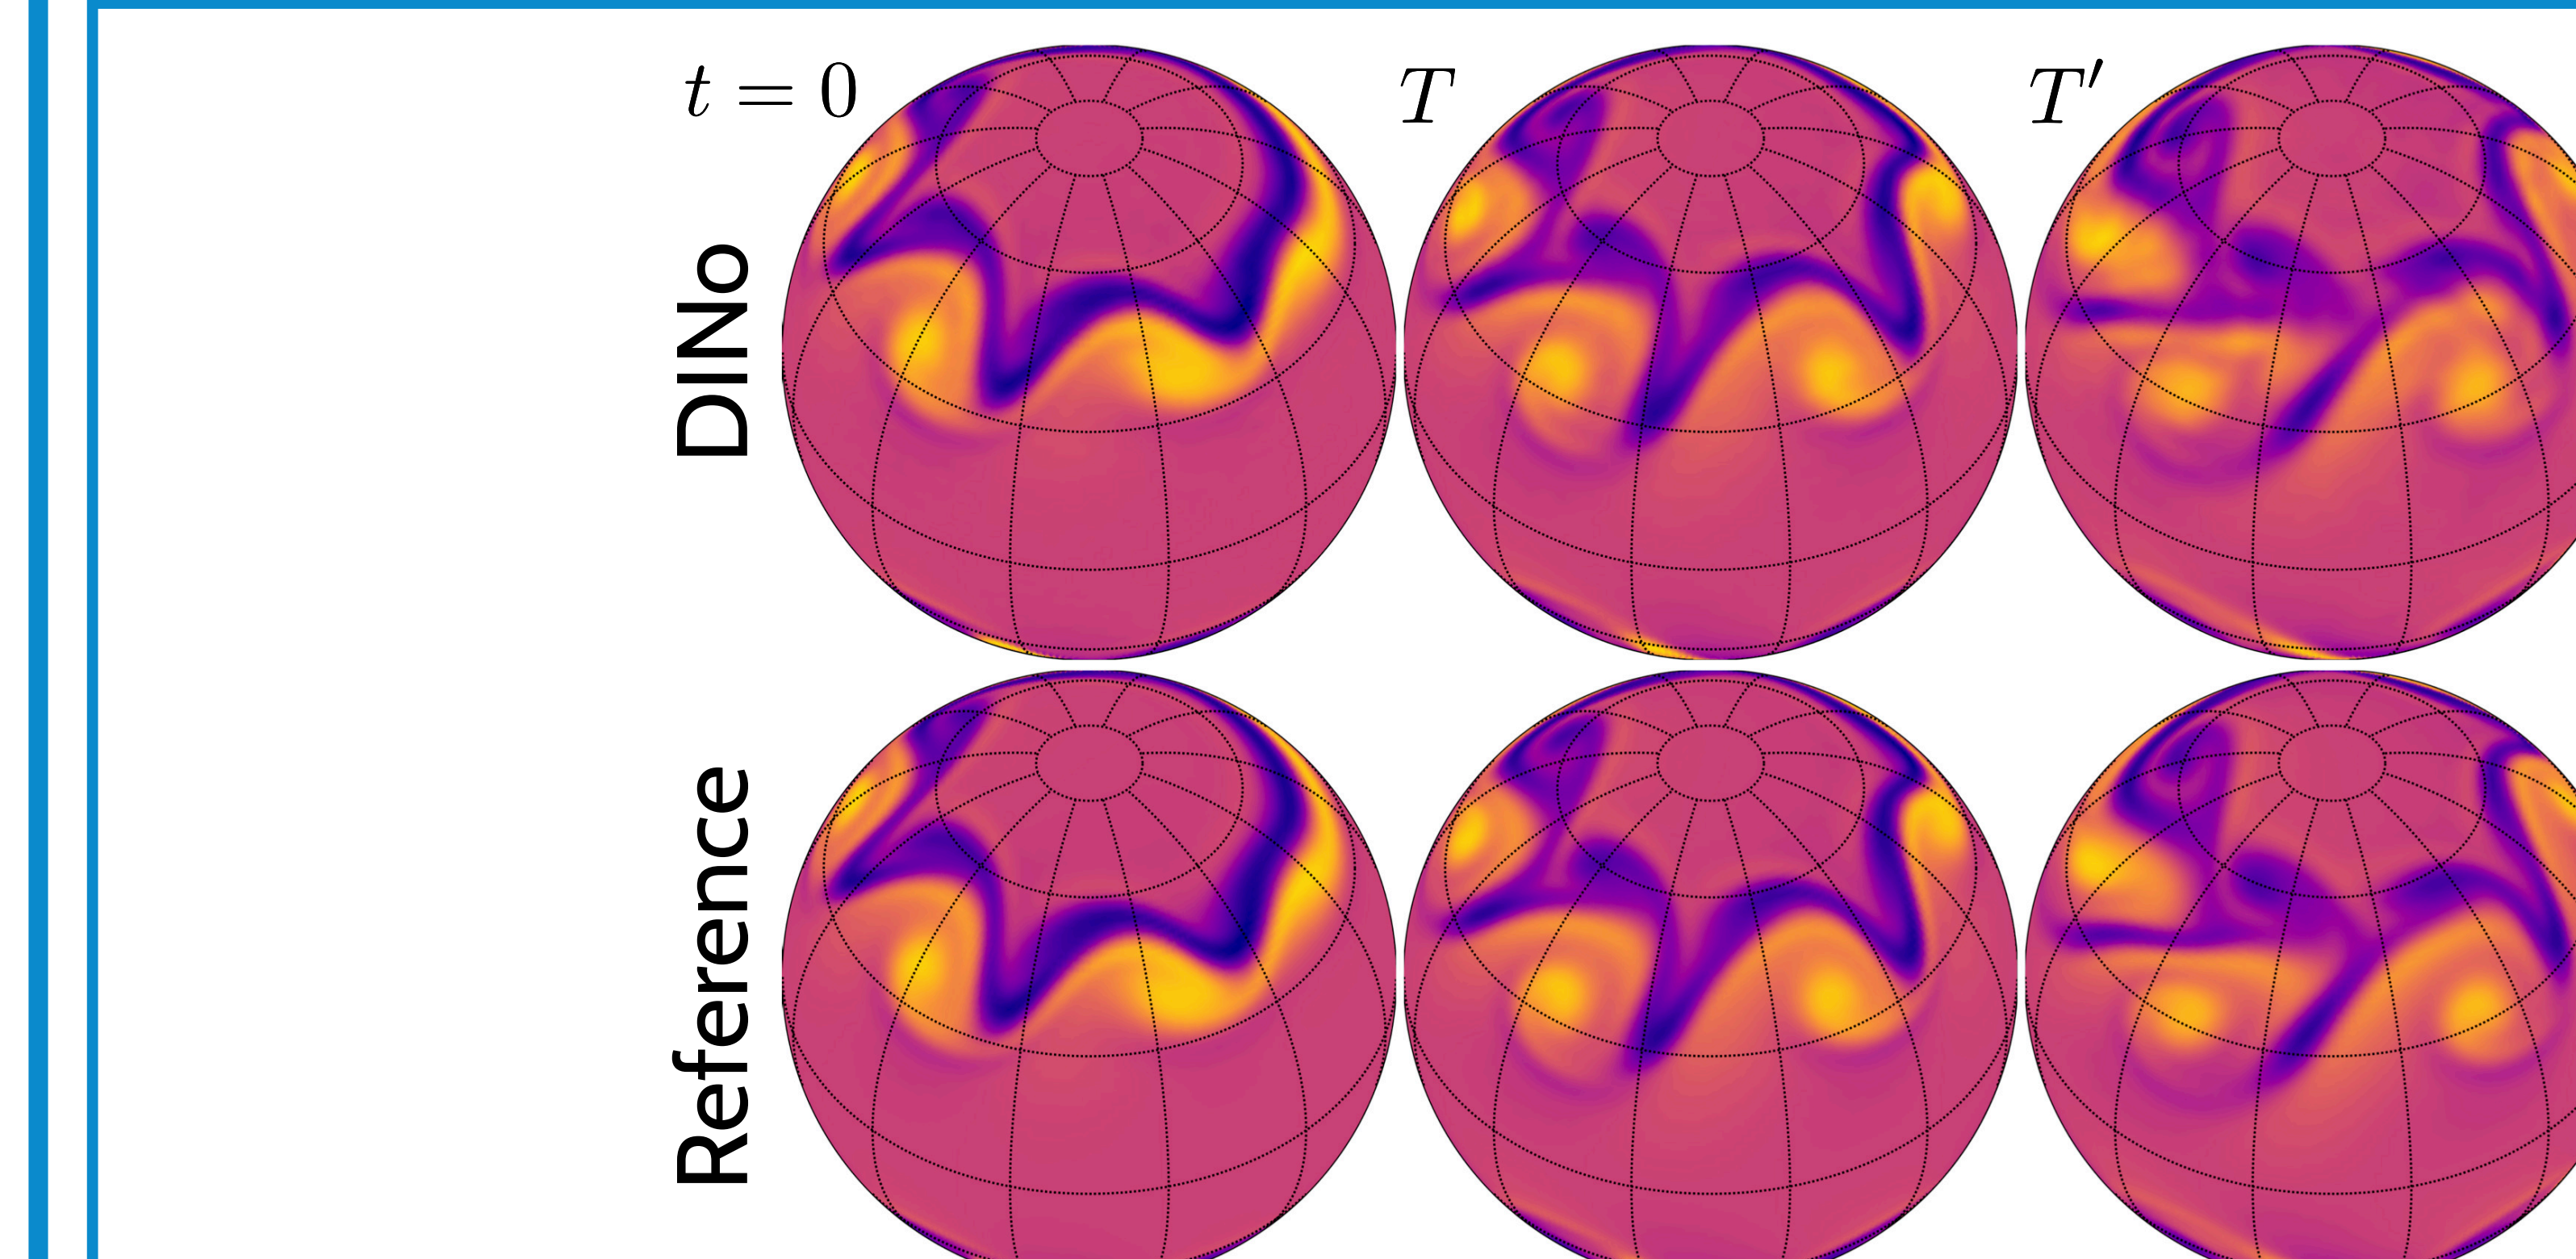 t = 0
T
T′
DINo
Reference